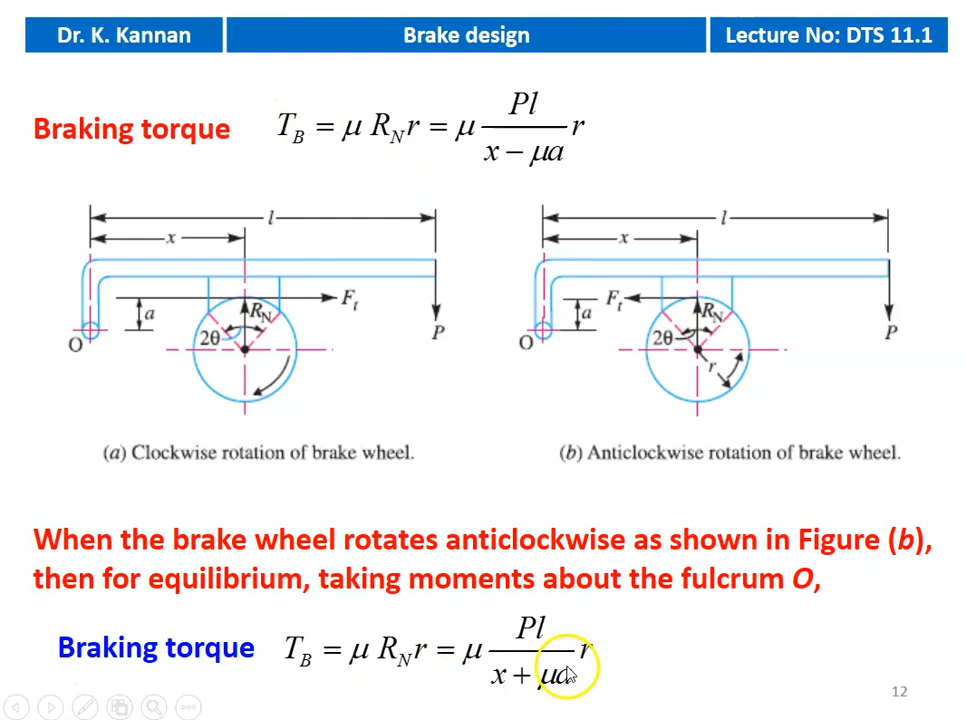 Dr. K. Kannan Brake design Lecture No: DTS 11.1
Braking torque T_B = μ R_N r = μ Pl / (x − μa) r
l l
x x
F_t a R_N 2θ O P
F_t a R_N 2θ r O P
(a) Clockwise rotation of brake wheel. (b) Anticlockwise rotation of brake wheel.
When the brake wheel rotates anticlockwise as shown in Figure (b),
then for equilibrium, taking moments about the fulcrum O,
Braking torque T_B = μ R_N r = μ Pl / (x + μa) r
12